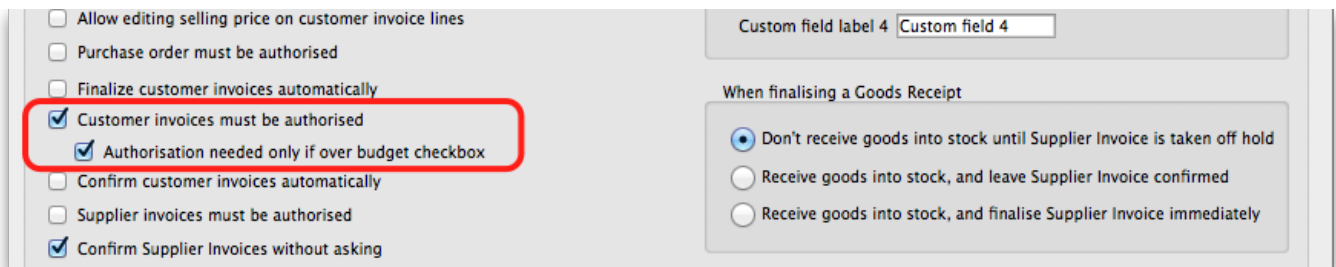 Allow editing selling price on customer invoice lines
Purchase order must be authorised
Finalize customer invoices automatically
Customer invoices must be authorised
Authorisation needed only if over budget checkbox
Confirm customer invoices automatically
Supplier invoices must be authorised
Confirm Supplier Invoices without asking
Custom field label 4 Custom field 4
When finalising a Goods Receipt
Don't receive goods into stock until Supplier Invoice is taken off hold
Receive goods into stock, and leave Supplier Invoice confirmed
Receive goods into stock, and finalise Supplier Invoice immediately